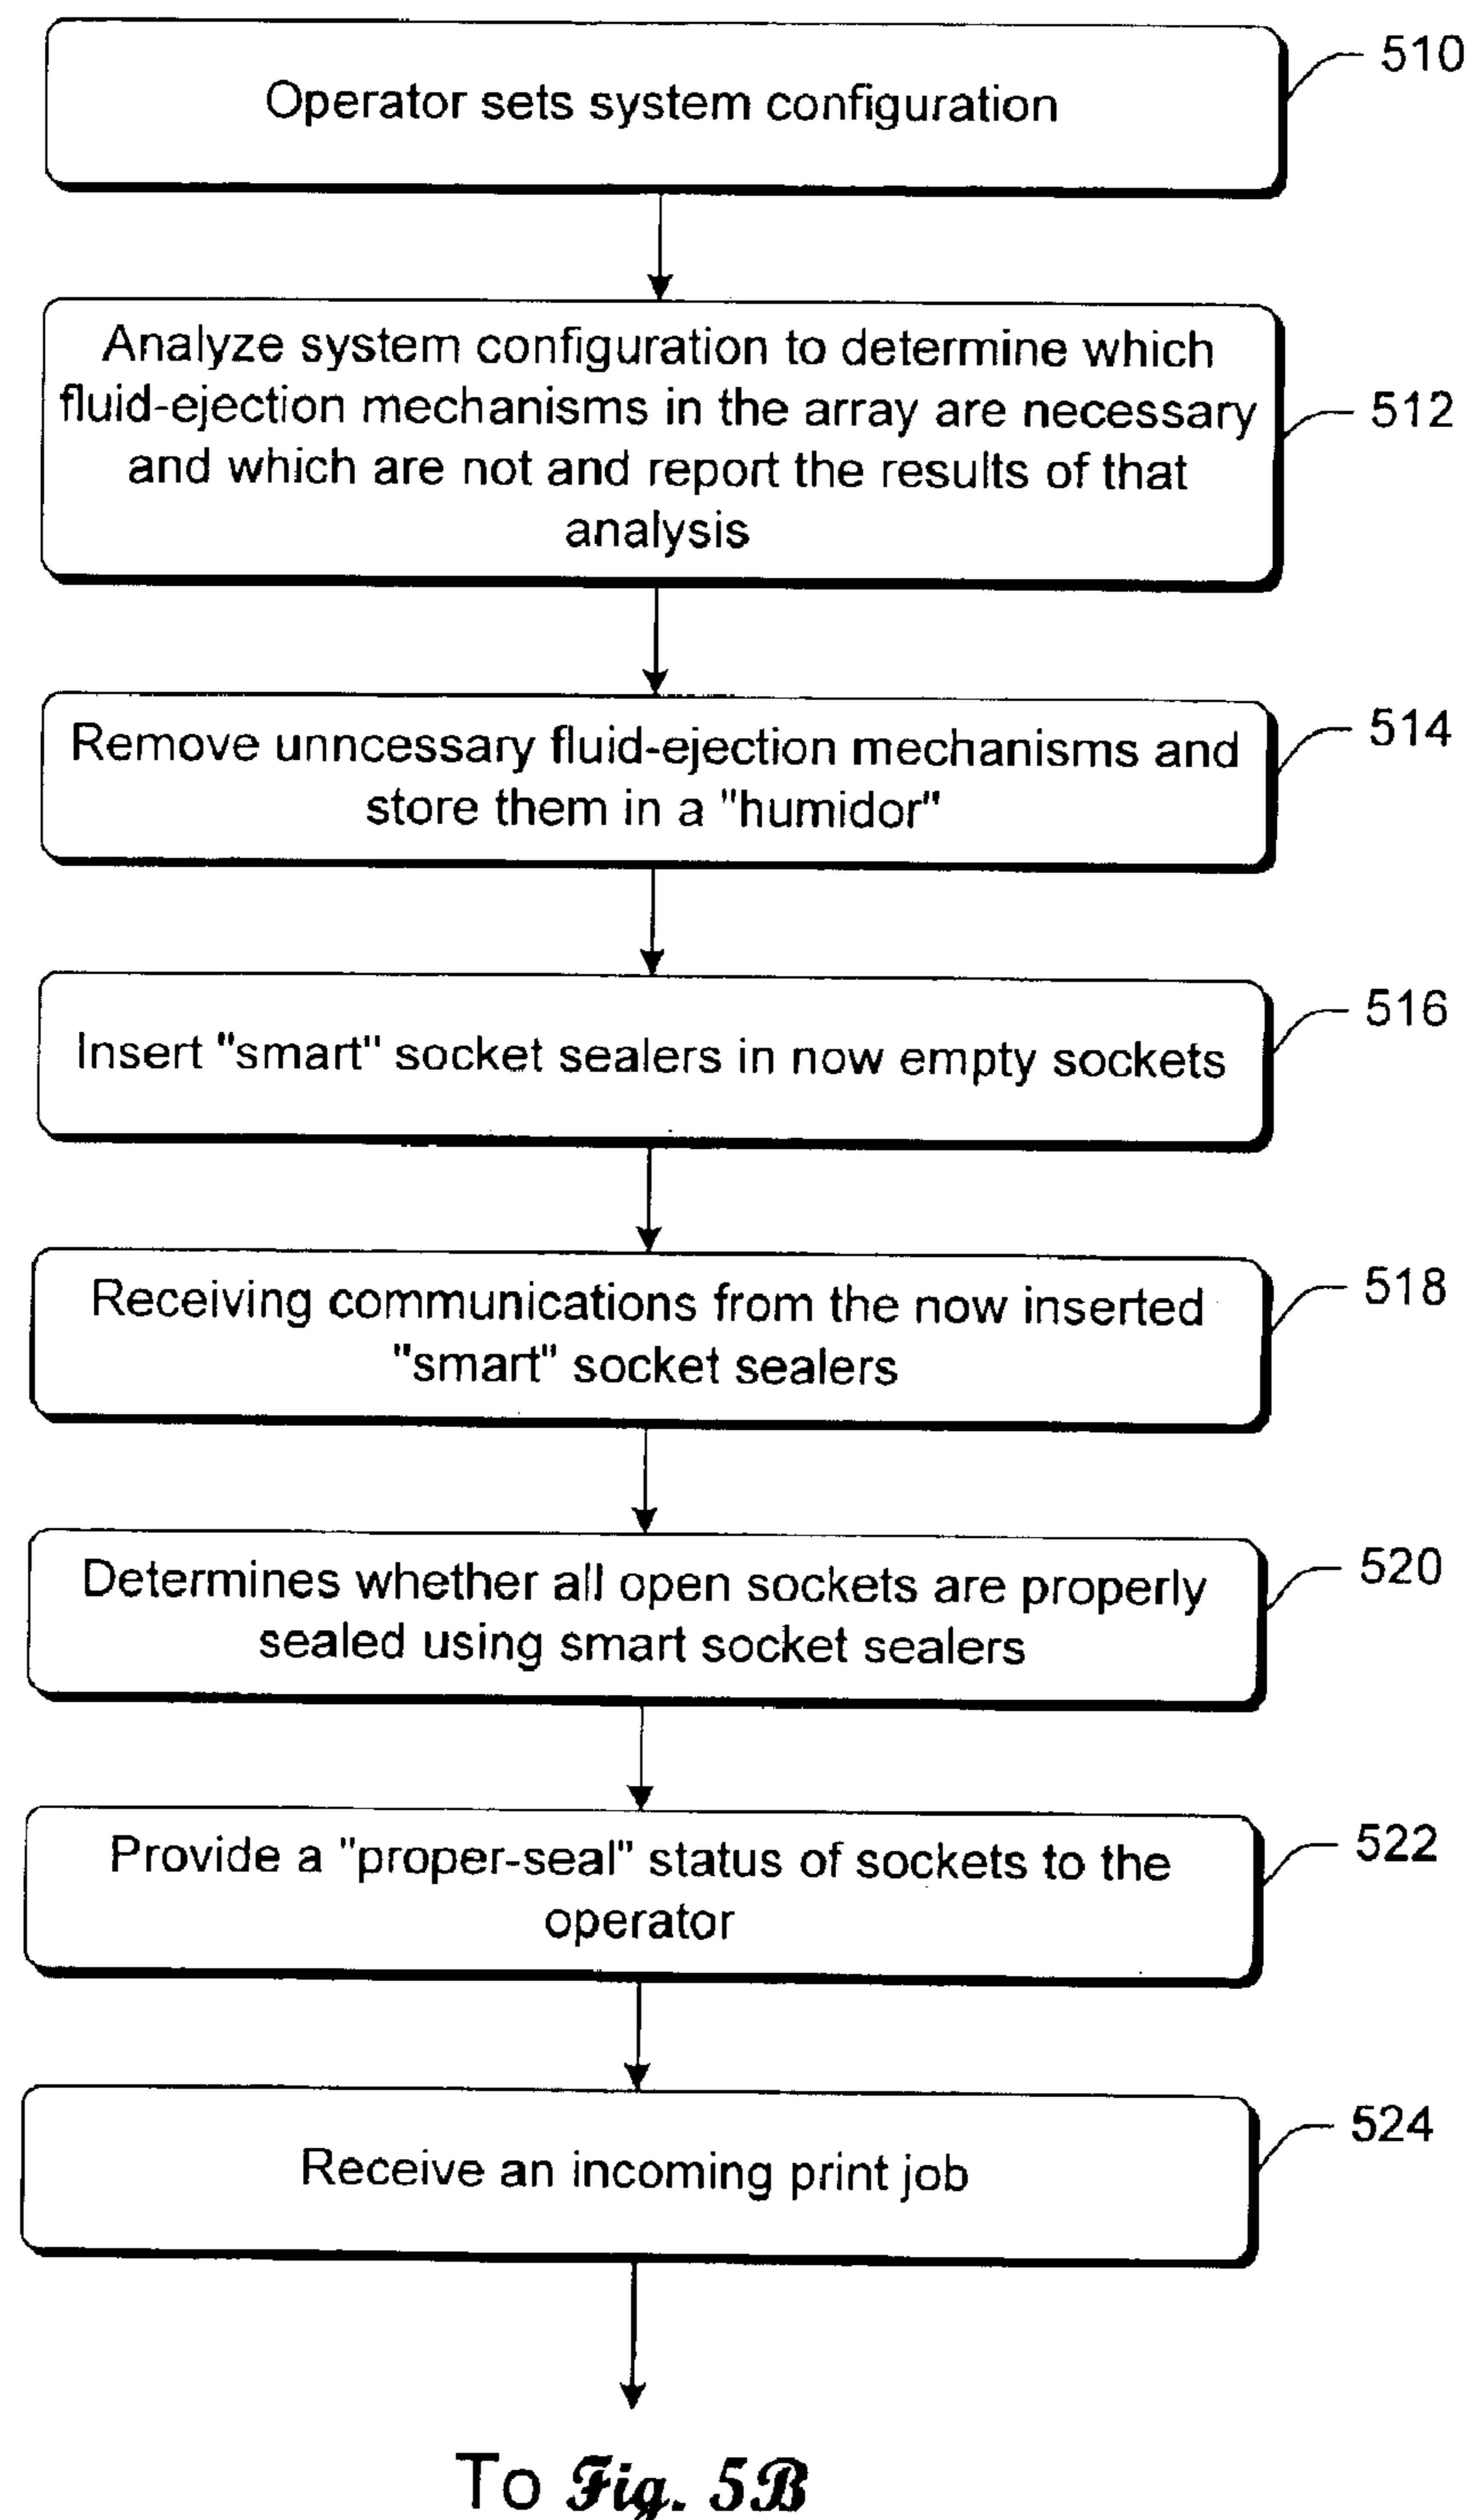 510
Operator sets system configuration
Analyze system configuration to determine which
fluid-ejection mechanisms in the array are necessary
and which are not and report the results of that
analysis
512
Remove unncessary fluid-ejection mechanisms and
store them in a "humidor"
514
Insert "smart" socket sealers in now empty sockets
516
Receiving communications from the now inserted
"smart" socket sealers
518
Determines whether all open sockets are properly
sealed using smart socket sealers
520
Provide a "proper-seal" status of sockets to the
operator
522
Receive an incoming print job
524
To Fig. 5B